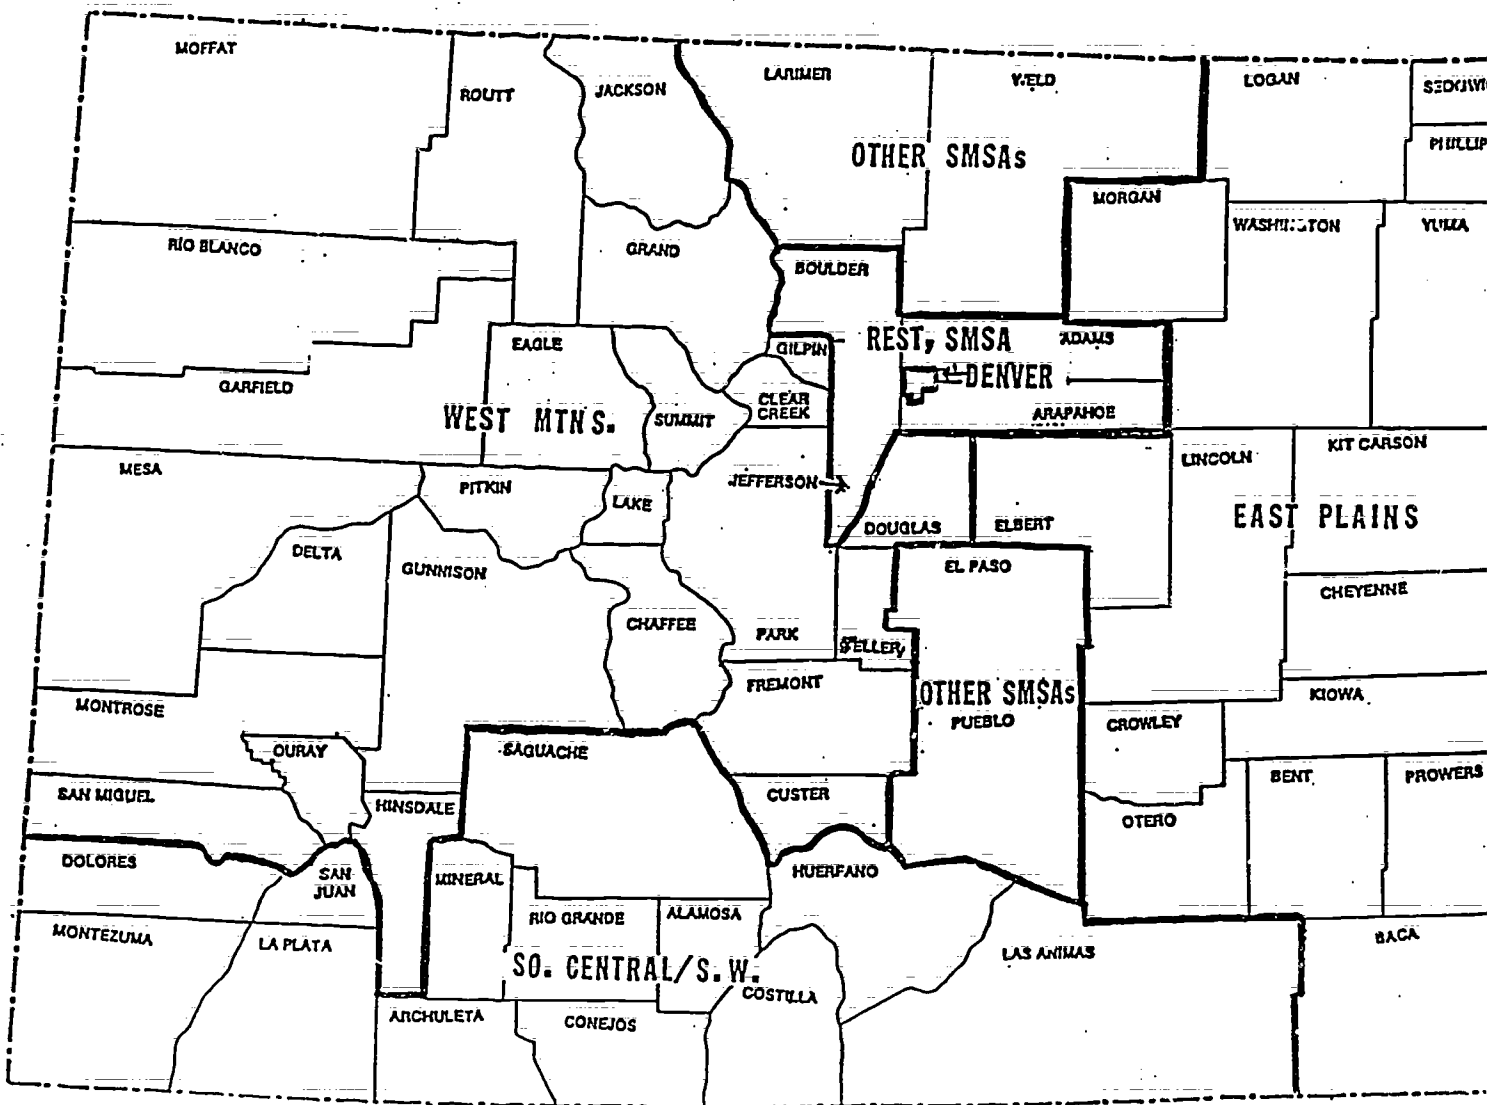 MOFFAT
ROUTT
JACKSON
LARIMER
WELD
LOGAN
SEDGWI
PHILLIP
OTHER SMSAs
MORGAN
WASHINGTON
YUMA
RIO BLANCO
GRAND
BOULDER
EAGLE
GILPIN
REST, SMSA
ADAMS
DENVER
GARFIELD
WEST MTNS.
SUMMIT
CLEAR
CREEK
ARAPAHOE
MESA
PITKIN
LAKE
JEFFERSON
DOUGLAS
ELBERT
LINCOLN
KIT CARSON
EAST PLAINS
DELTA
GUNNISON
EL PASO
CHEYENNE
CHAFFEE
PARK
TELLER
MONTROSE
FREMONT
OTHER SMSAs
PUEBLO
CROWLEY
KIOWA
OURAY
SAGUACHE
SAN MIGUEL
HINSDALE
CUSTER
OTERO
BENT
PROWERS
DOLORES
SAN
JUAN
MINERAL
HUERFANO
RIO GRANDE
ALAMOSA
MONTEZUMA
LA PLATA
SO. CENTRAL/S.W.
COSTILLA
LAS ANIMAS
BACA
ARCHULETA
CONEJOS